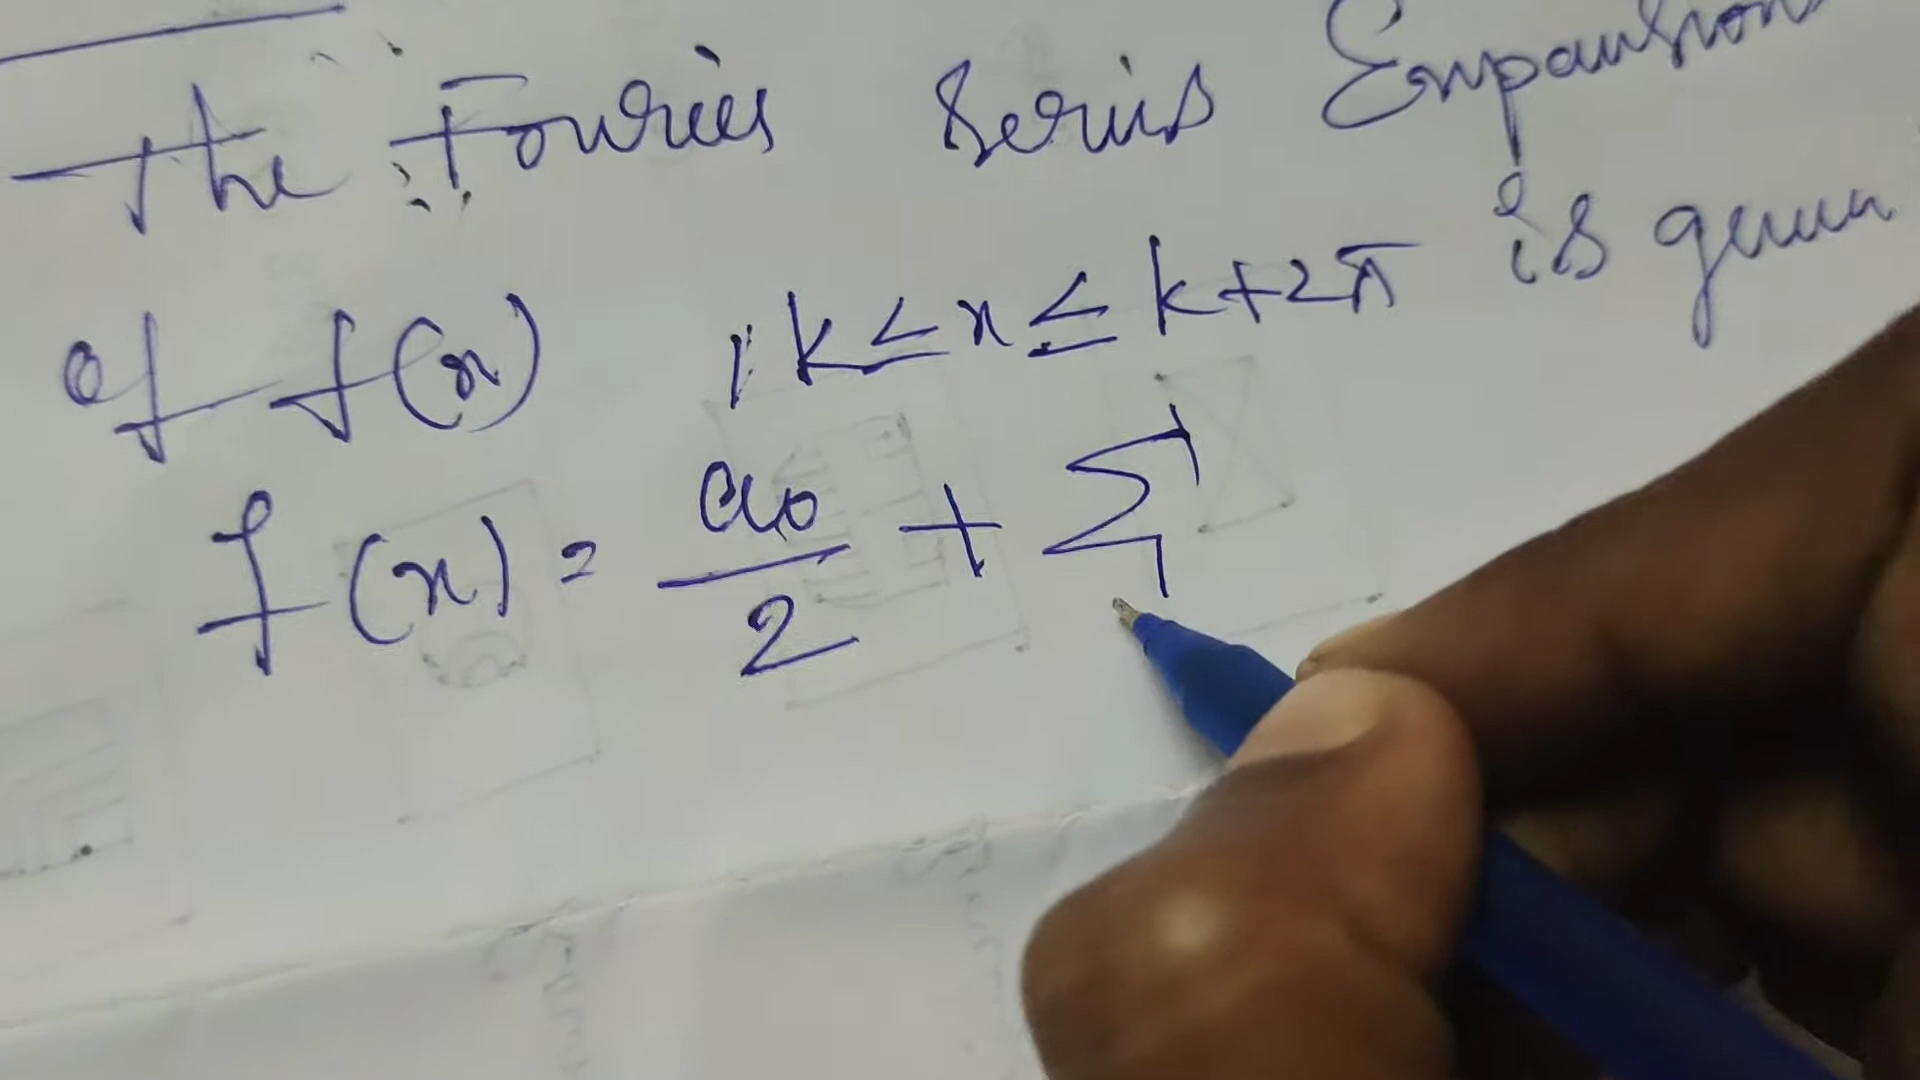 The Fourier Series Expansion
of f(x) , k ≤ x ≤ k+2π is given
f(x) = a₀/2 + Σ